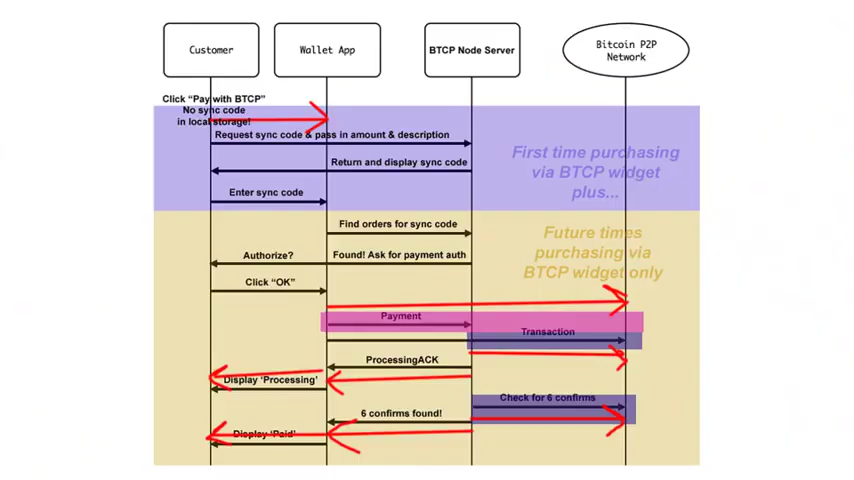 Customer
Wallet App
BTCP Node Server
Bitcoin P2P
Network
Click “Pay with BTCP”
No sync code
in local storage!
Request sync code & pass in amount & description
Return and display sync code
Enter sync code
First time purchasing
via BTCP widget
plus...
Find orders for sync code
Authorize?
Found! Ask for payment auth
Click “OK”
Future times
purchasing via
BTCP widget only
Payment
Transaction
ProcessingACK
Display ‘Processing’
Check for 6 confirms
6 confirms found!
Display ‘Paid’